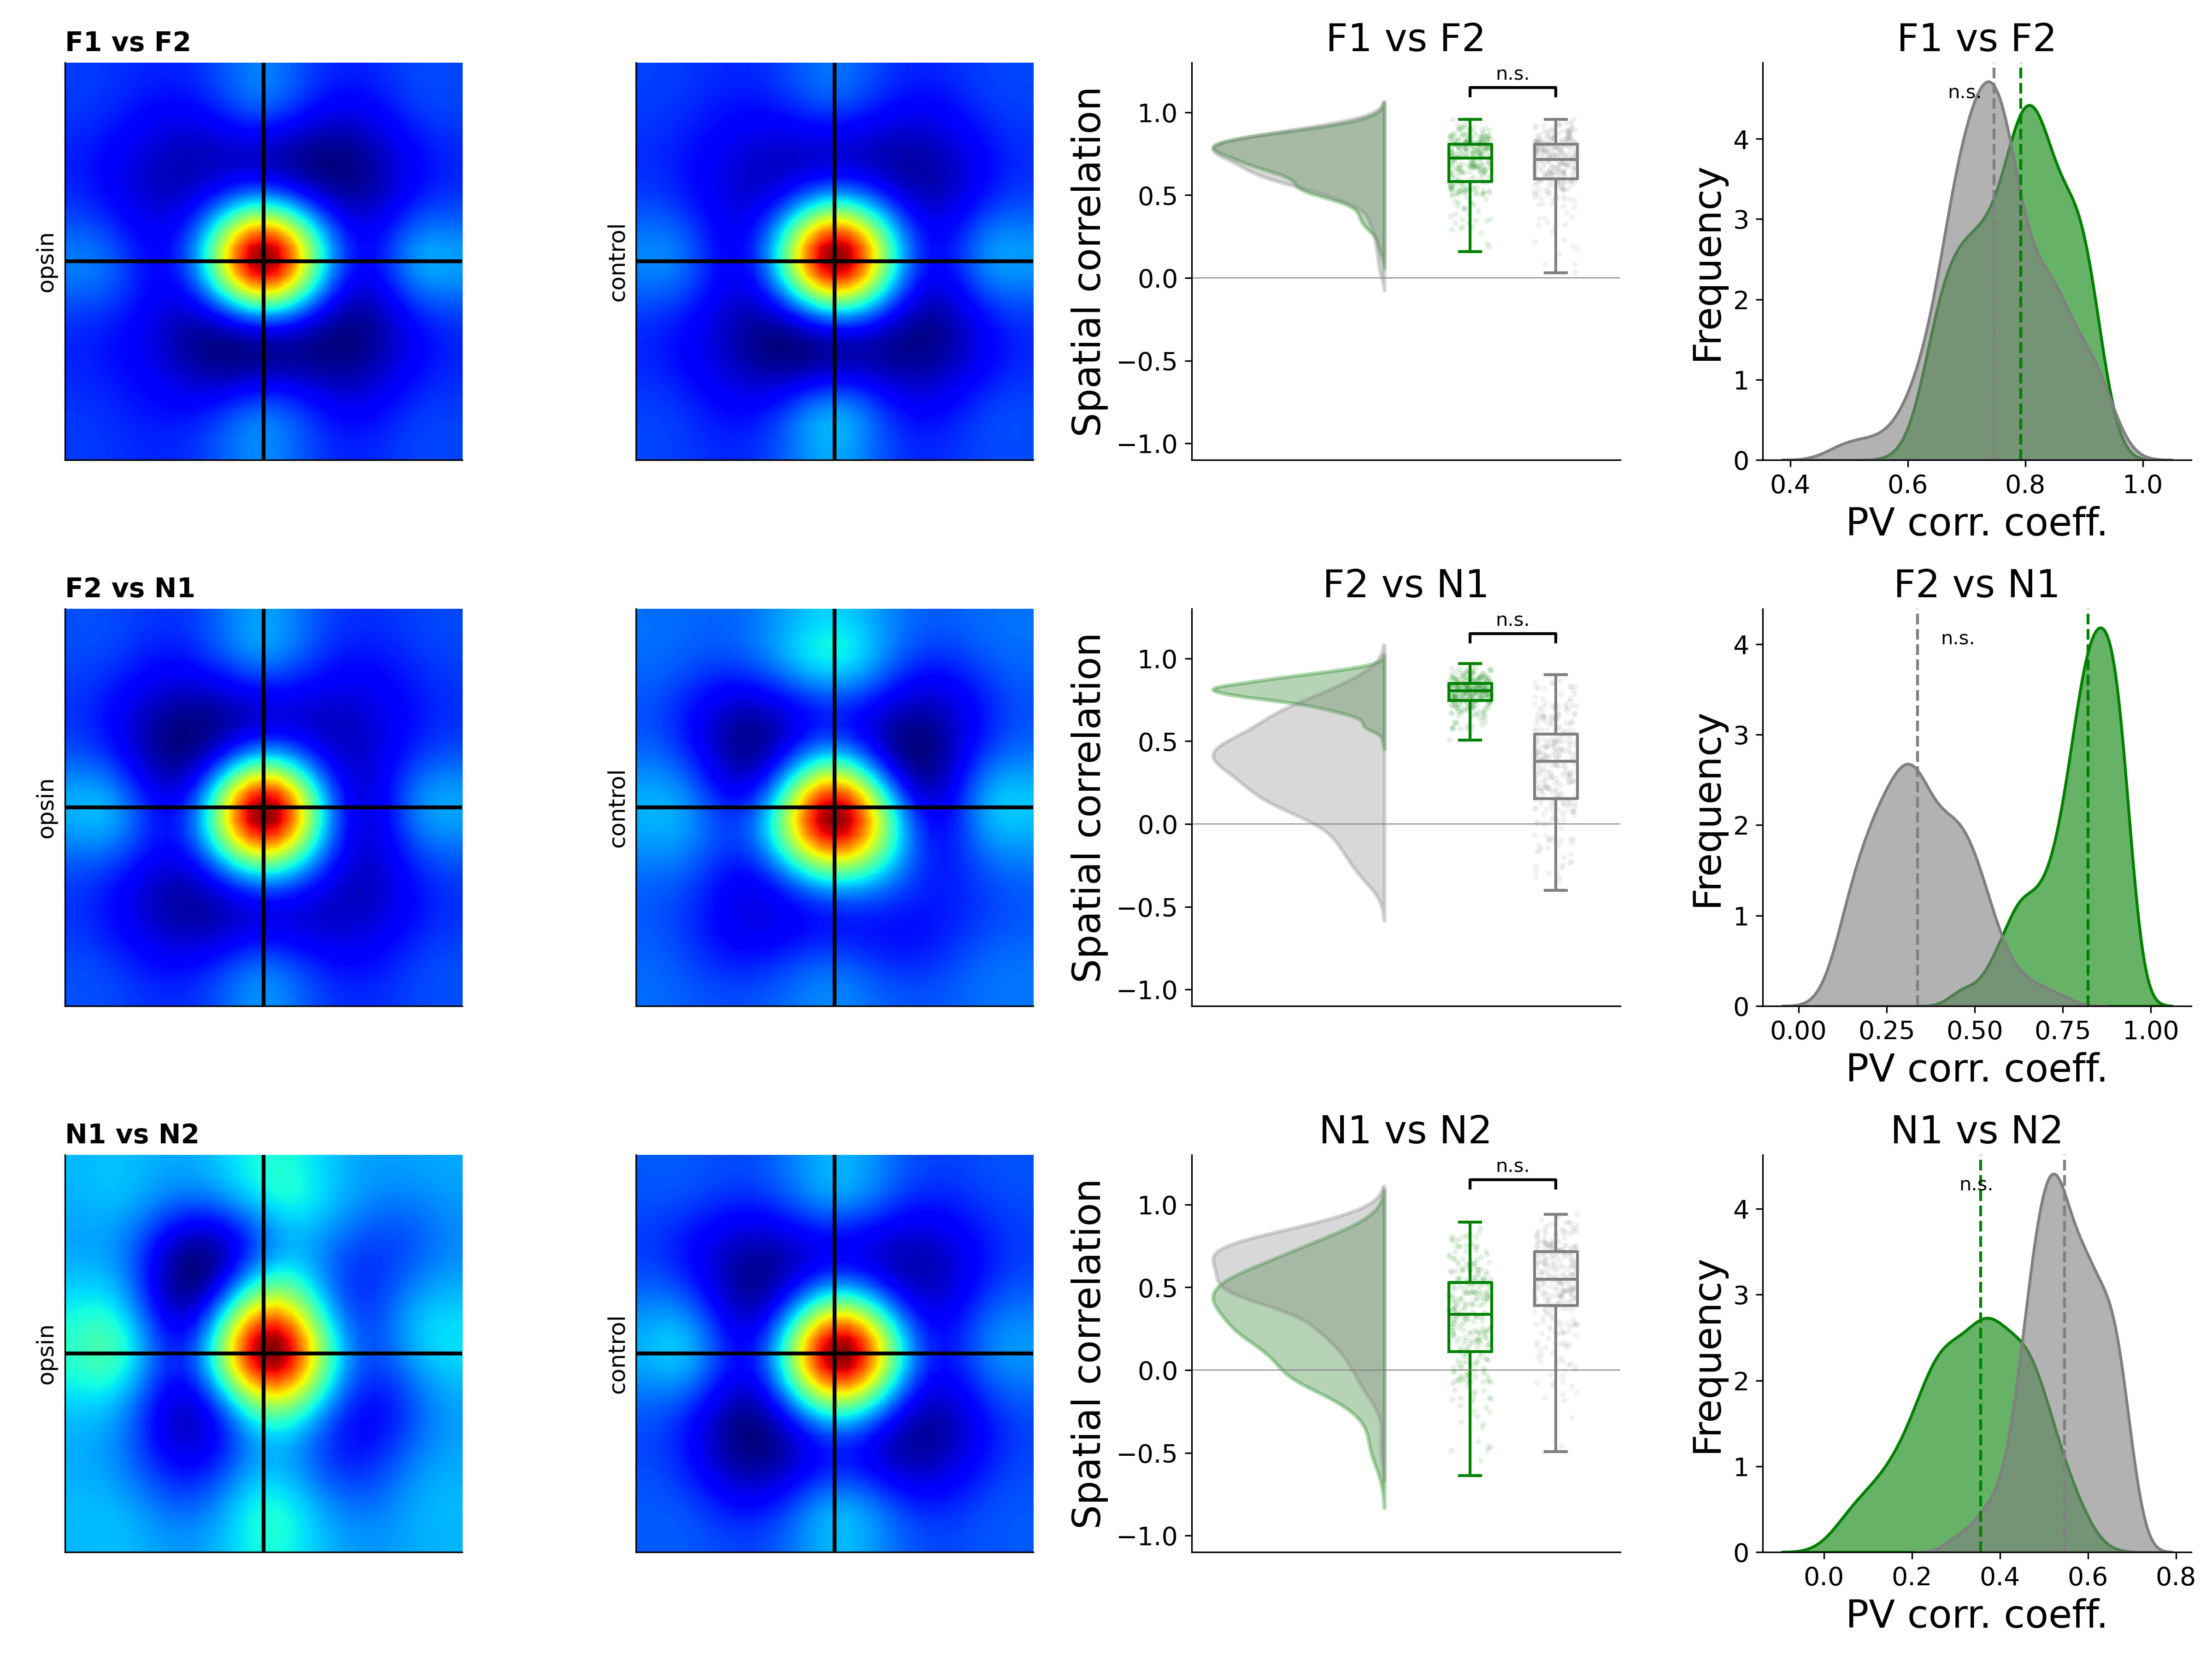 F1 vs F2
opsin
control
F1 vs F2
Spatial correlation
1.0
0.5
0.0
−0.5
−1.0
n.s.
F1 vs F2
Frequency
4
3
2
1
0
n.s.
0.4 0.6 0.8 1.0
PV corr. coeff.
F2 vs N1
opsin
control
F2 vs N1
Spatial correlation
1.0
0.5
0.0
−0.5
−1.0
n.s.
F2 vs N1
Frequency
4
3
2
1
0
n.s.
0.00 0.25 0.50 0.75 1.00
PV corr. coeff.
N1 vs N2
opsin
control
N1 vs N2
Spatial correlation
1.0
0.5
0.0
−0.5
−1.0
n.s.
N1 vs N2
Frequency
4
3
2
1
0
n.s.
0.0 0.2 0.4 0.6 0.8
PV corr. coeff.